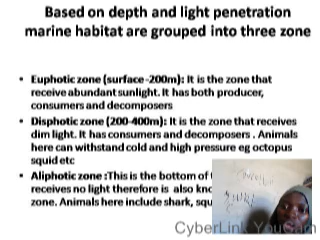 Based on depth and light penetration
marine habitat are grouped into three zone
• Euphotic zone (surface-200m): It is the zone that
receive abundant sunlight. It has both producer,
consumers and decomposers
• Disphotic zone (200-400m): It is the zone that receives
dim light. It has consumers and decomposers . Animals
here can withstand cold and high pressure eg octopus
squid etc
• Aliphotic zone :This is the bottom of
receives no light therefore is also
zone. Animals here include shark,
CyberLink YouCam